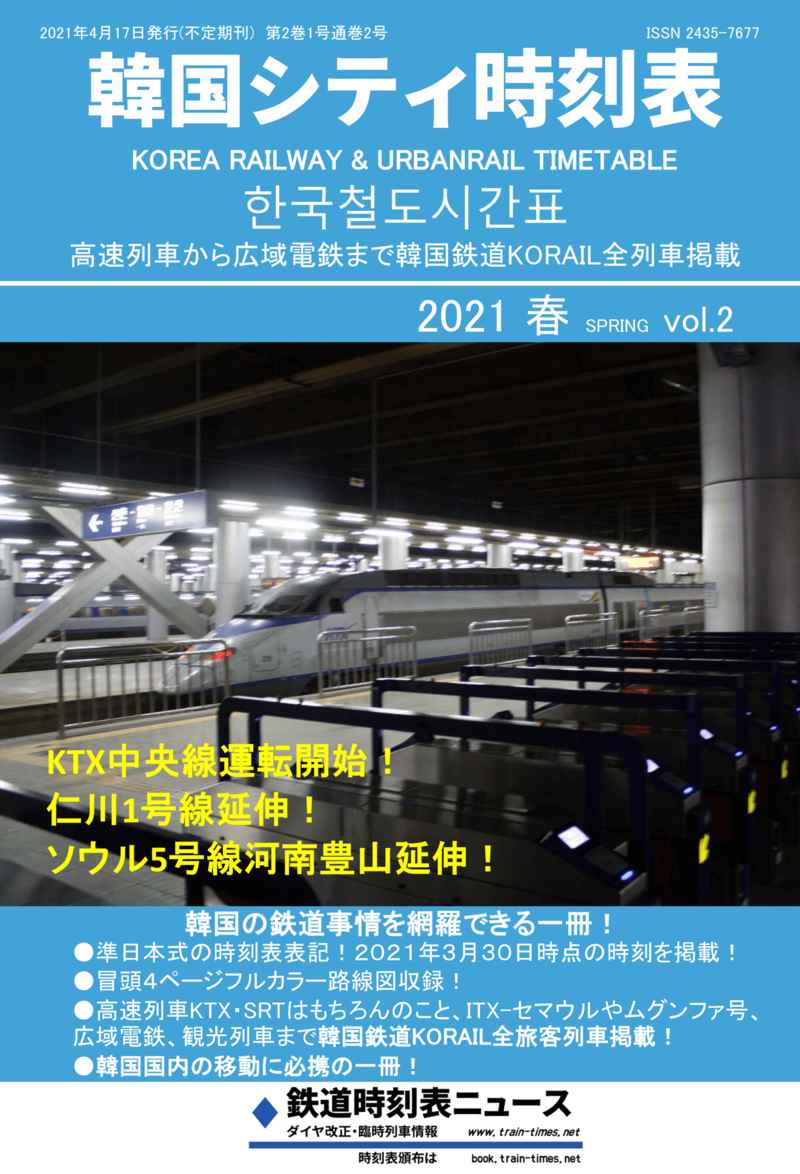 2021年4月17日発行(不定期刊) 第2巻1号通巻2号
ISSN 2435-7677
韓国シティ時刻表
KOREA RAILWAY & URBANRAIL TIMETABLE
한국철도시간표
高速列車から広域電鉄まで韓国鉄道KORAIL全列車掲載
2021 春 SPRING vol.2
KTX中央線運転開始！
仁川1号線延伸！
ソウル5号線河南豊山延伸！
韓国の鉄道事情を網羅できる一冊！
●準日本式の時刻表表記！２０２１年３月３０日時点の時刻を掲載！
●冒頭４ページフルカラー路線図収録！
●高速列車KTX・SRTはもちろんのこと、ITX-セマウルやムグンファ号、
広域電鉄、観光列車まで韓国鉄道KORAIL全旅客列車掲載！
●韓国国内の移動に必携の一冊！
鉄道時刻表ニュース
ダイヤ改正・臨時列車情報 www.train-times.net
時刻表頒布は book.train-times.net